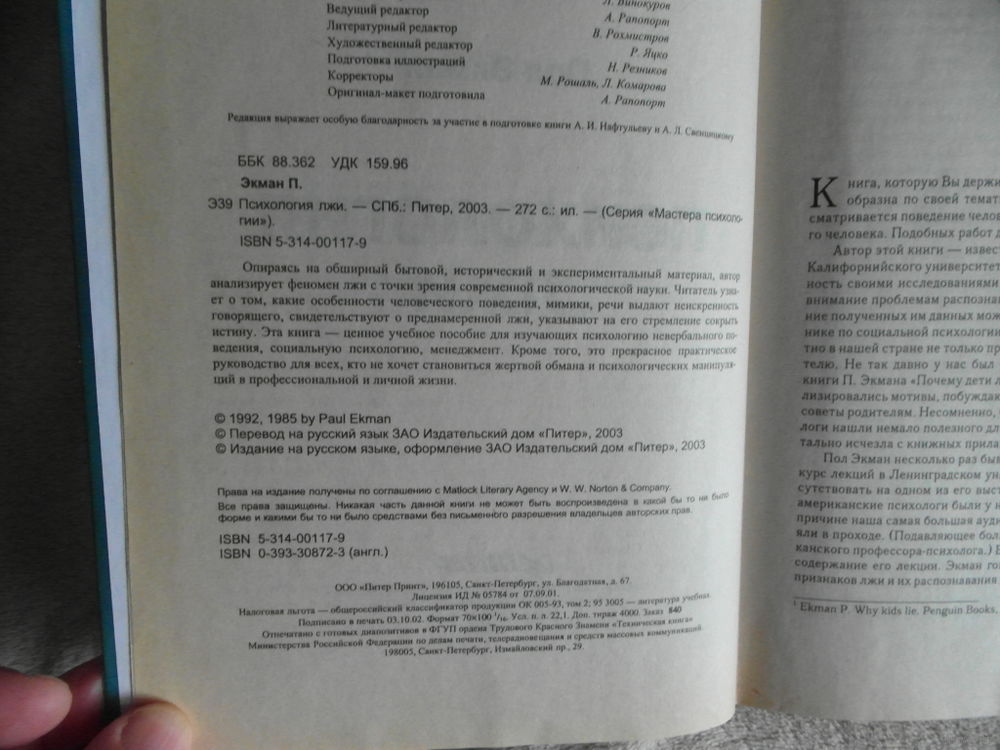 Ведущий редактор
Литературный редактор
Художественный редактор
Подготовка иллюстраций
Корректоры
Оригинал-макет подготовила
Л. Винокуров
А. Рапопорт
В. Рохмистров
Р. Яцко
Н. Резников
М. Рошаль, Л. Комарова
А. Рапопорт
Редакция выражает особую благодарность за участие в подготовке книги А. И. Нафтульеву и А. Л. Свенцицкому
ББК 88.362 УДК 159.96
Экман П.
Э39 Психология лжи. — СПб.: Питер, 2003. — 272 с.: ил. — (Серия «Мастера психоло-
гии»).
ISBN 5-314-00117-9
Опираясь на обширный бытовой, исторический и экспериментальный материал, автор
анализирует феномен лжи с точки зрения современной психологической науки. Читатель узна-
ет о том, какие особенности человеческого поведения, мимики, речи выдают неискренность
говорящего, свидетельствуют о преднамеренной лжи, указывают на его стремление сокрыть
истину. Эта книга — ценное учебное пособие для изучающих психологию невербального по-
ведения, социальную психологию, менеджмент. Кроме того, это прекрасное практическое
руководство для всех, кто не хочет становиться жертвой обмана и психологических манипуля-
ций в профессиональной и личной жизни.
© 1992, 1985 by Paul Ekman
© Перевод на русский язык ЗАО Издательский дом «Питер», 2003
© Издание на русском языке, оформление ЗАО Издательский дом «Питер», 2003
Права на издание получены по соглашению с Matlock Literary Agency и W. W. Norton & Company.
Все права защищены. Никакая часть данной книги не может быть воспроизведена в какой бы то ни было
форме и какими бы то ни было средствами без письменного разрешения владельцев авторских прав.
ISBN 5-314-00117-9
ISBN 0-393-30872-3 (англ.)
ООО «Питер Принт», 196105, Санкт-Петербург, ул. Благодатная, д. 67.
Лицензия ИД № 05784 от 07.09.01.
Налоговая льгота — общероссийский классификатор продукции ОК 005-93, том 2; 95 3005 — литература учебная.
Подписано в печать 03.10.02. Формат 70×100 1/16. Усл. п. л. 22,1. Доп. тираж 4000. Заказ 840
Отпечатано с готовых диапозитивов в ФГУП ордена Трудового Красного Знамени «Техническая книга»
Министерства Российской Федерации по делам печати, телерадиовещания и средств массовых коммуникаций
198005, Санкт-Петербург, Измайловский пр., 29.
Книга, которую Вы держи
образна по своей темати
сматривается поведение челов
го человека. Подобных работ д
Автор этой книги — извест
Калифорнийского университет
ность своими исследованиями
внимание проблемам распозна
ние полученных им данных мож
нике по социальной психологии
тно в нашей стране не только пр
телю. Не так давно у нас был
книги П. Экмана «Почему дети л
лизировались мотивы, побуждаю
советы родителям. Несомненно,
логи нашли немало полезного дл
тально исчезла с книжных прила
Пол Экман несколько раз быв
курс лекций в Ленинградском ун
сутствовать на одном из его выст
американские психологи были у н
причине наша самая большая ауди
яли в проходе. (Подавляющее бол
канского профессора-психолога.) В
содержание его лекции. Экман гов
признаков лжи и их распознавания
1 Ekman P. Why kids lie. Penguin Books,